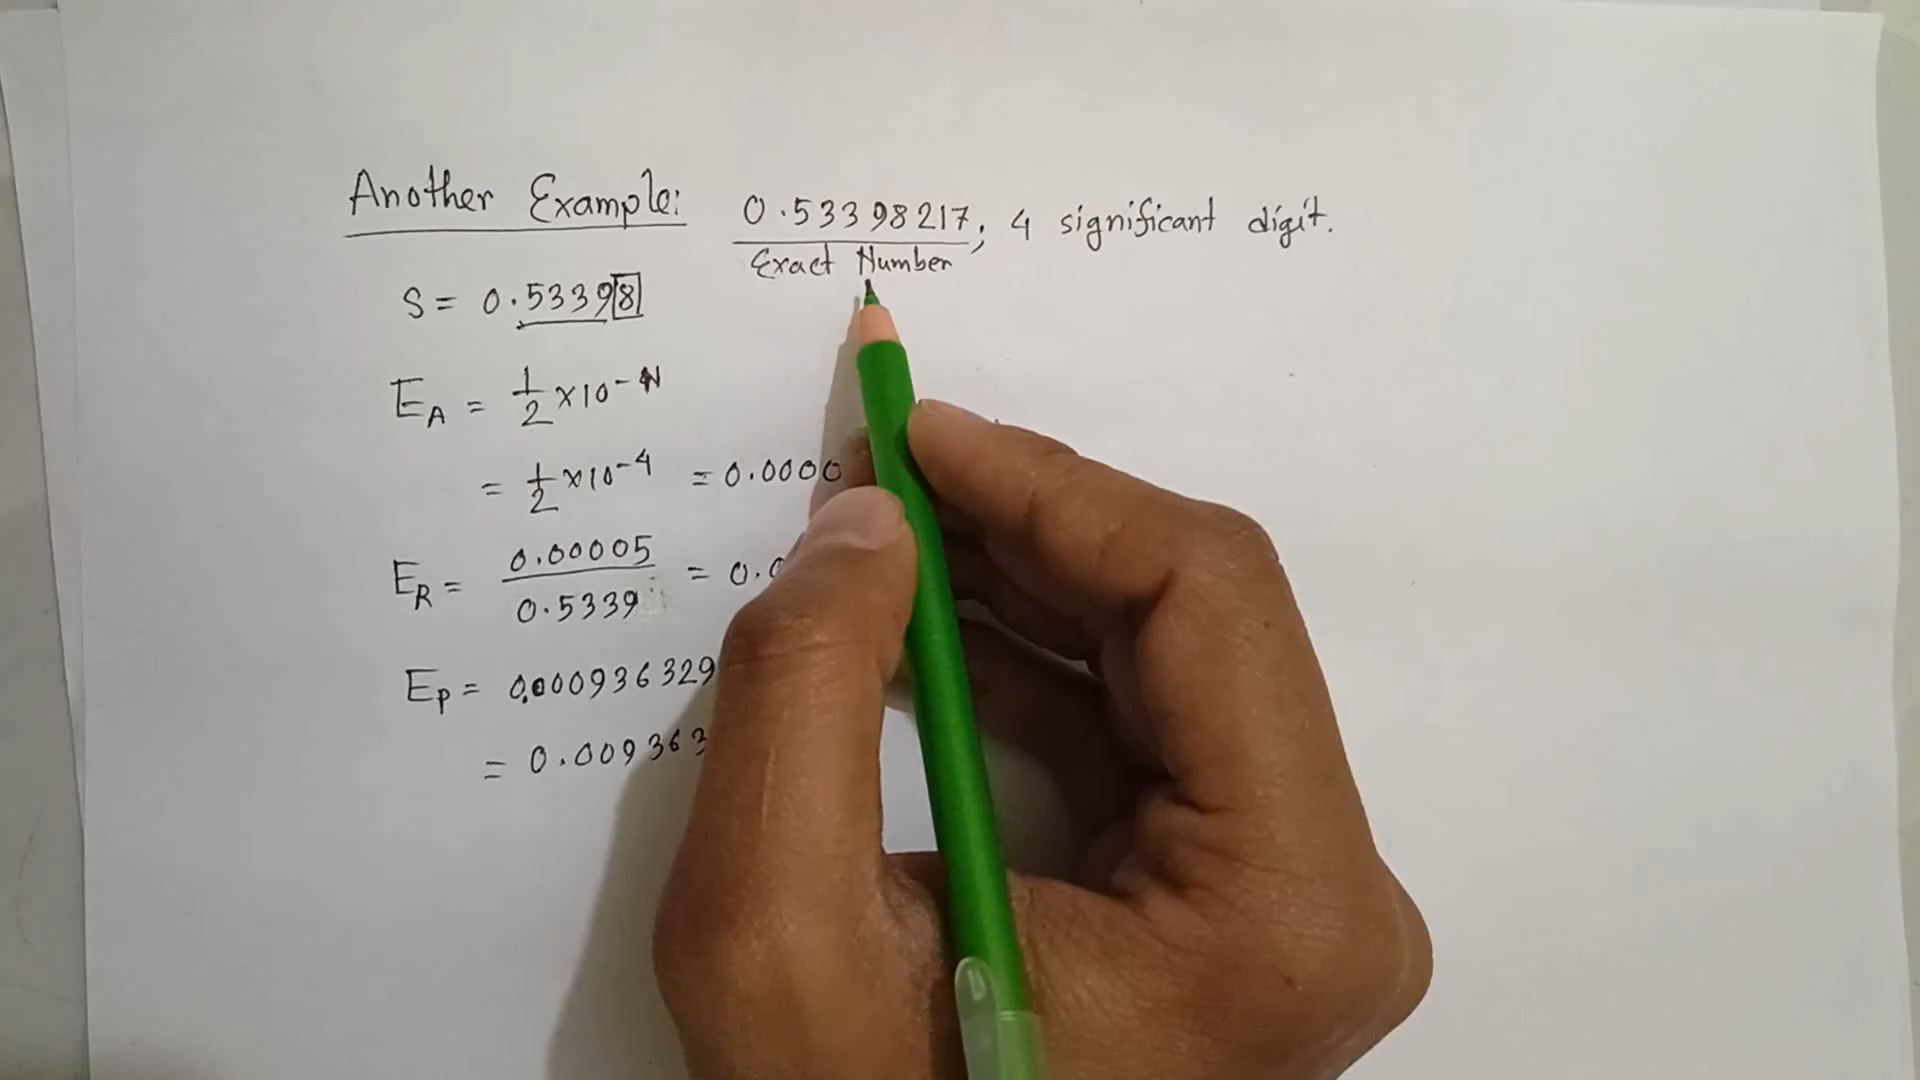 Another Example: 0.53398217; 4 significant digit.
Exact Number
S = 0.53398
E_A = 1/2 × 10^-N
= 1/2 × 10^-4 = 0.0000
E_R = 0.00005 / 0.5339 = 0.0
E_p = 0.000936329
= 0.009363